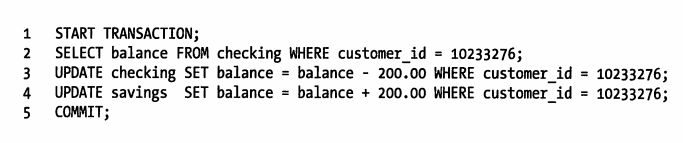 1 START TRANSACTION;
2 SELECT balance FROM checking WHERE customer_id = 10233276;
3 UPDATE checking SET balance = balance - 200.00 WHERE customer_id = 10233276;
4 UPDATE savings  SET balance = balance + 200.00 WHERE customer_id = 10233276;
5 COMMIT;